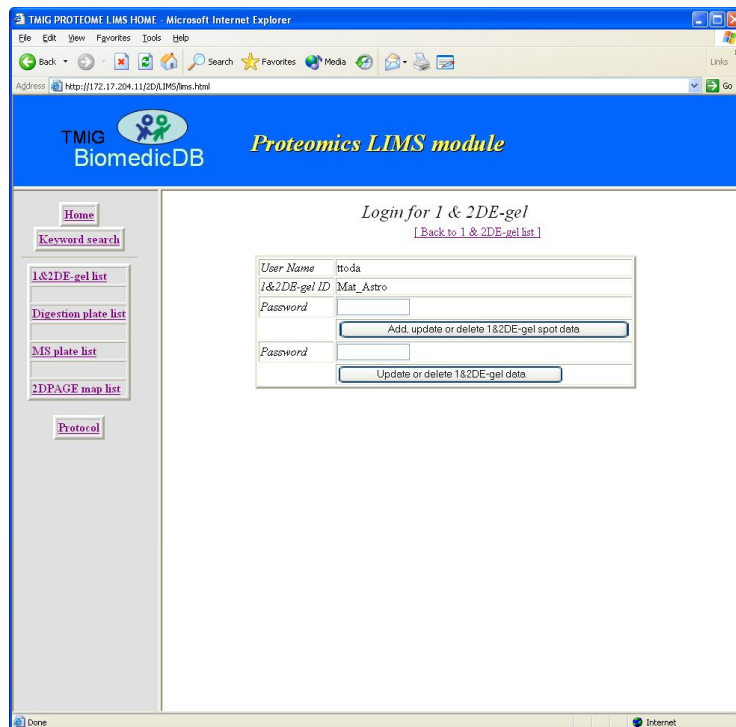 TMIG PROTEOME LIMS HOME - Microsoft Internet Explorer
File Edit View Favorites Tools Help
Back Search Favorites Media Links
Address http://172.17.204.11/2D/LIMS/lims.html Go
TMIG
BiomedicDB
Proteomics LIMS module
Home
Keyword search
1&2DE-gel list
Digestion plate list
MS plate list
2DPAGE map list
Protocol
Login for 1 & 2DE-gel
[ Back to 1 & 2DE-gel list ]
User Name ttoda
1&2DE-gel ID Mat_Astro
Password
Add, update or delete 1&2DE-gel spot data
Password
Update or delete 1&2DE-gel data
Done Internet